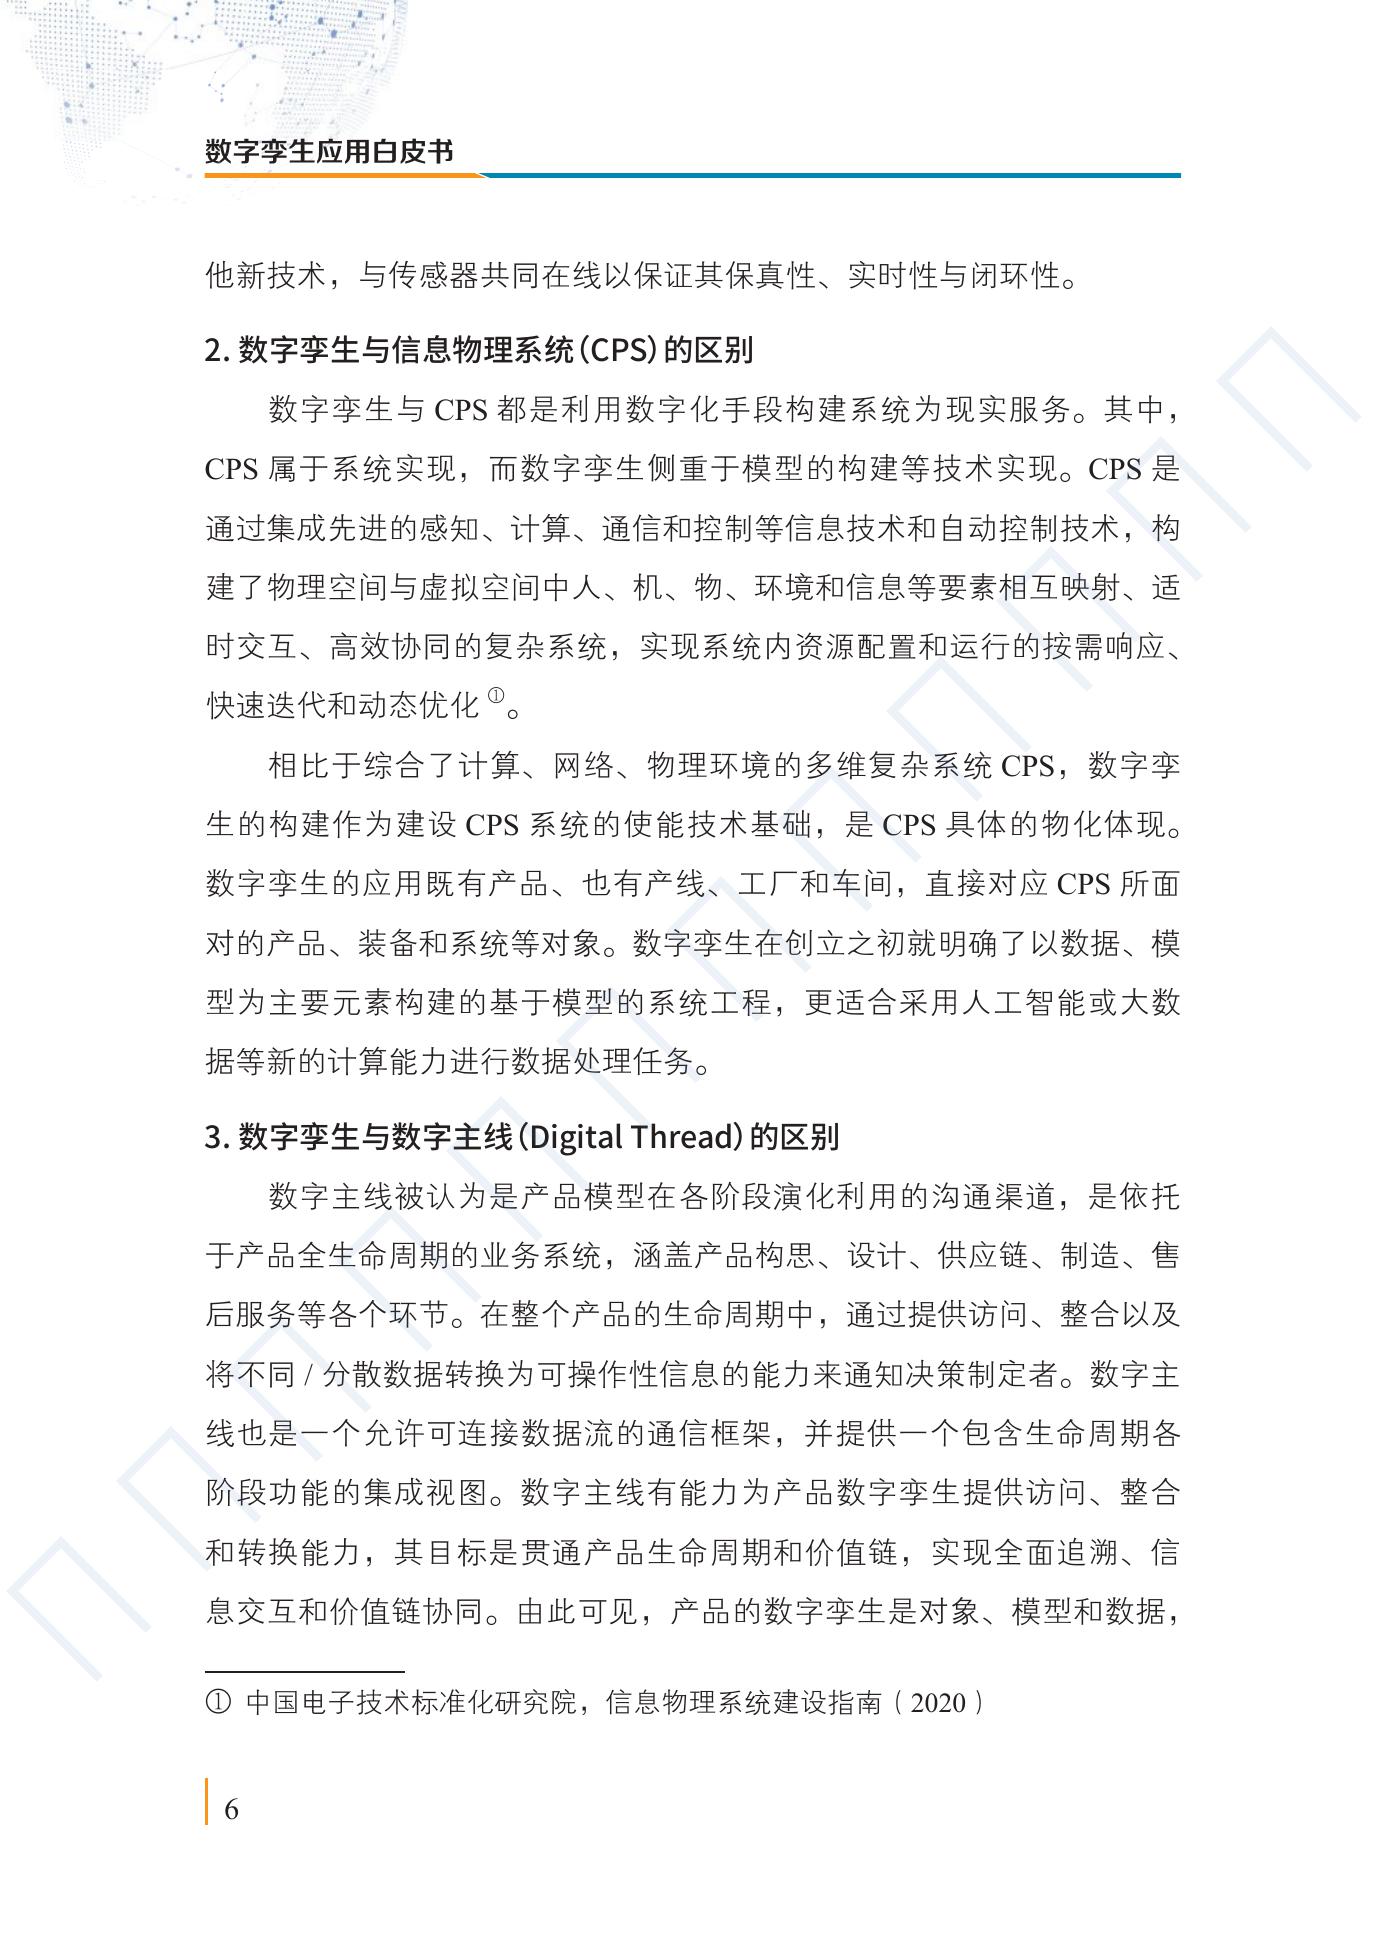 数字孪生应用白皮书
他新技术，与传感器共同在线以保证其保真性、实时性与闭环性。
2. 数字孪生与信息物理系统（CPS）的区别
数字孪生与 CPS 都是利用数字化手段构建系统为现实服务。其中，
CPS 属于系统实现，而数字孪生侧重于模型的构建等技术实现。CPS 是
通过集成先进的感知、计算、通信和控制等信息技术和自动控制技术，构
建了物理空间与虚拟空间中人、机、物、环境和信息等要素相互映射、适
时交互、高效协同的复杂系统，实现系统内资源配置和运行的按需响应、
快速迭代和动态优化 ①。
相比于综合了计算、网络、物理环境的多维复杂系统 CPS，数字孪
生的构建作为建设 CPS 系统的使能技术基础，是 CPS 具体的物化体现。
数字孪生的应用既有产品、也有产线、工厂和车间，直接对应 CPS 所面
对的产品、装备和系统等对象。数字孪生在创立之初就明确了以数据、模
型为主要元素构建的基于模型的系统工程，更适合采用人工智能或大数
据等新的计算能力进行数据处理任务。
3. 数字孪生与数字主线（Digital Thread）的区别
数字主线被认为是产品模型在各阶段演化利用的沟通渠道，是依托
于产品全生命周期的业务系统，涵盖产品构思、设计、供应链、制造、售
后服务等各个环节。在整个产品的生命周期中，通过提供访问、整合以及
将不同 / 分散数据转换为可操作性信息的能力来通知决策制定者。数字主
线也是一个允许可连接数据流的通信框架，并提供一个包含生命周期各
阶段功能的集成视图。数字主线有能力为产品数字孪生提供访问、整合
和转换能力，其目标是贯通产品生命周期和价值链，实现全面追溯、信
息交互和价值链协同。由此可见，产品的数字孪生是对象、模型和数据，
① 中国电子技术标准化研究院，信息物理系统建设指南（2020）
6